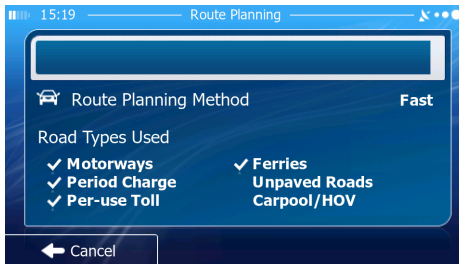 15:19 Route Planning
Route Planning Method Fast
Road Types Used
Motorways Ferries
Period Charge Unpaved Roads
Per-use Toll Carpool/HOV
Cancel